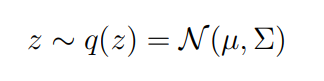 z ∼ q(z) = 𝒩(μ, Σ)